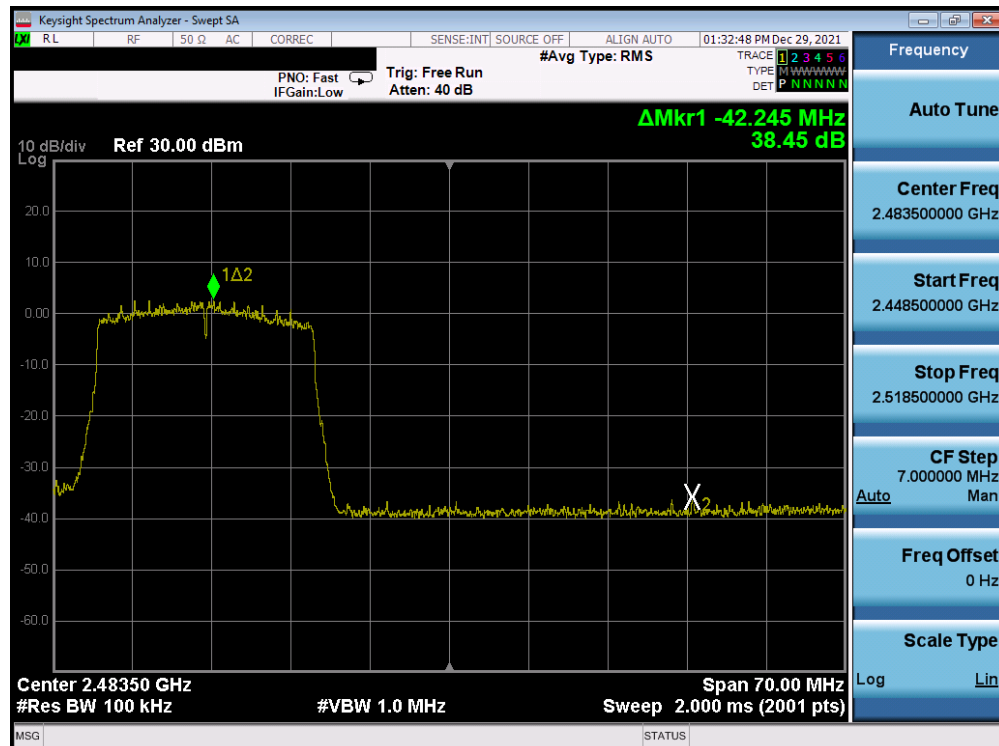 Keysight Spectrum Analyzer - Swept SA
LXI RL RF 50 Ω AC CORREC SENSE:INT SOURCE OFF ALIGN AUTO 01:32:48 PM Dec 29, 2021
PNO: Fast
IFGain:Low
Trig: Free Run
Atten: 40 dB
#Avg Type: RMS
TRACE 1 2 3 4 5 6
TYPE M WWWWW
DET P N N N N N
ΔMkr1 -42.245 MHz
38.45 dB
10 dB/div Ref 30.00 dBm
Log
20.0
10.0
0.00
-10.0
-20.0
-30.0
-40.0
-50.0
-60.0
1Δ2
X2
Center 2.48350 GHz Span 70.00 MHz
#Res BW 100 kHz #VBW 1.0 MHz Sweep 2.000 ms (2001 pts)
MSG STATUS
Frequency
Auto Tune
Center Freq
2.483500000 GHz
Start Freq
2.448500000 GHz
Stop Freq
2.518500000 GHz
CF Step
7.000000 MHz
Auto Man
Freq Offset
0 Hz
Scale Type
Log Lin